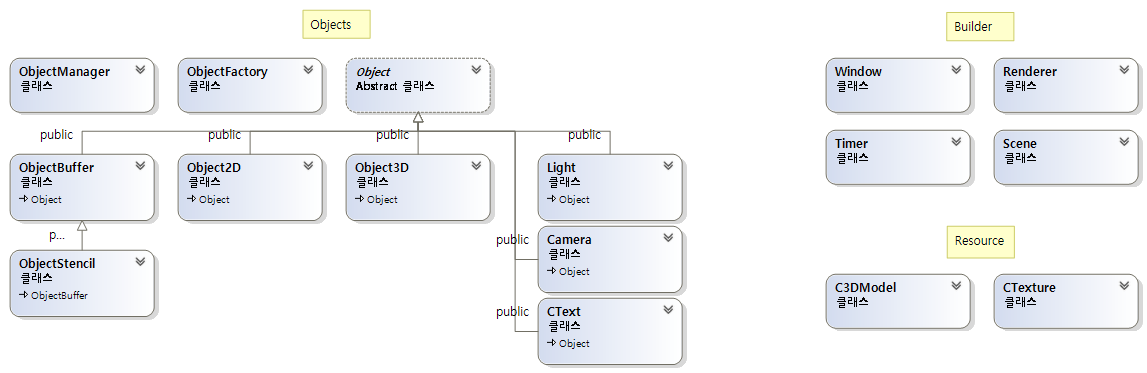 Objects
Builder
ObjectManager
클래스
ObjectFactory
클래스
Object
Abstract 클래스
Window
클래스
Renderer
클래스
public
public
public
public
Timer
클래스
Scene
클래스
ObjectBuffer
클래스
Object
Object2D
클래스
Object
Object3D
클래스
Object
Light
클래스
Object
p...
public
Camera
클래스
Object
Resource
ObjectStencil
클래스
ObjectBuffer
C3DModel
클래스
CTexture
클래스
public
CText
클래스
Object